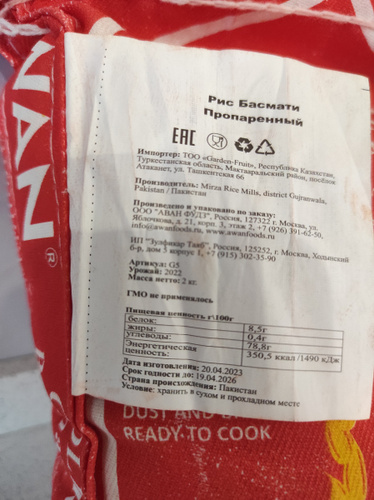 AWAN®
Рис Басмати
Пропаренный
EAC
Импортер: ТОО «Garden-Fruit», Республика Казахстан,
Туркестанская область, Мактааральский район, посёлок
Атакент, ул. Ташкентская 66
Производитель: Mirza Rice Mills, district Gujranwala,
Pakistan / Пакистан
Произведено и упаковано по заказу:
ООО "АВАН ФУДЗ", Россия, 127322 г. Москва, ул.
Яблочкова, д. 21, корп. 3, этаж 2, +7 (926) 391-62-50,
info@awanfoods.ru, www.awanfoods.ru
ИП "Зулфикар Таяб", Россия, 125252, г. Москва, Ходынский
б-р, дом 5 корпус 1, +7 (915) 302-35-90
Артикул: G5
Урожай: 2022
Масса нетто: 2 кг.
ГМО не применялось
Пищевая ценность г\100г
белок: 8,5г
жиры: 0,4г
углеводы: 78,8г
Энергетическая
ценность: 350,5 ккал /1490 кДж
Дата изготовления: 20.04.2023
Срок годности до: 19.04.2026
Страна происхождения: Пакистан
Условие: хранить в сухом и прохладном месте
DUST AND
READY TO COOK